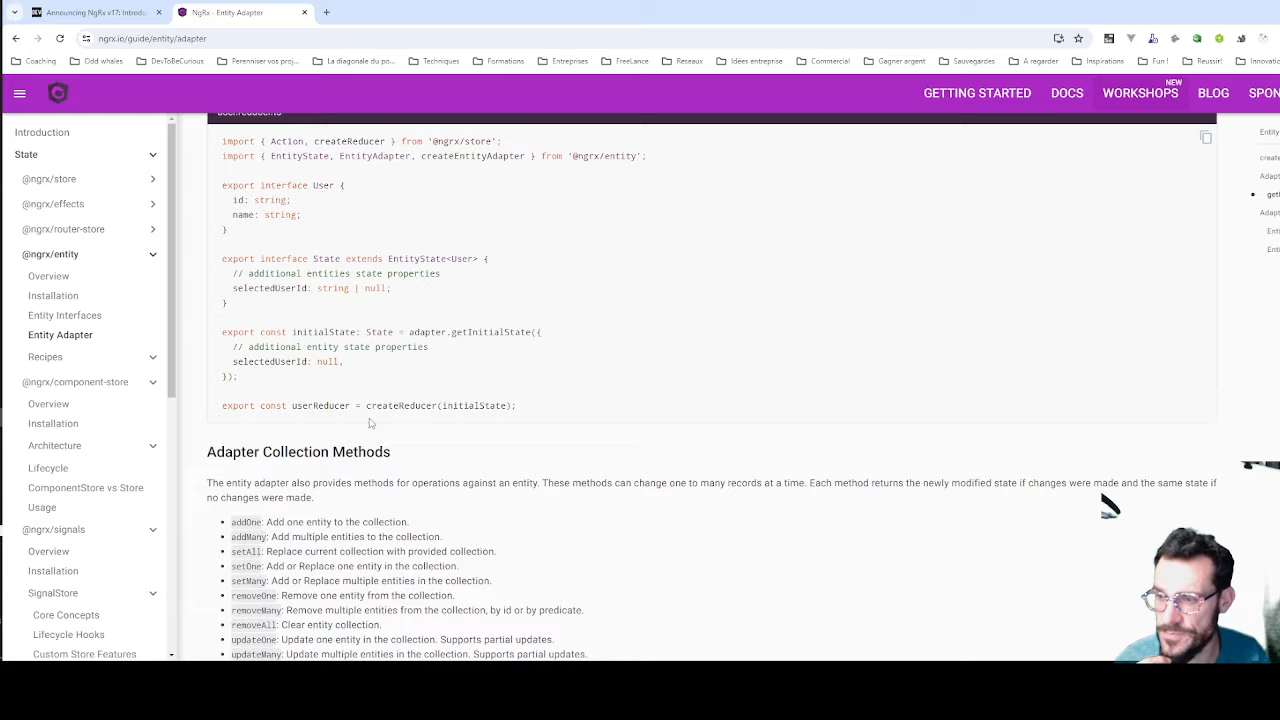 Announcing NgRx v17: Introdu
NgRx - Entity Adapter
ngrx.io/guide/entity/adapter
Coaching
Odd whales
DevToBeCurious
Perenniser vos proj...
La diagonale du po...
Techniques
Formations
Entreprises
FreeLance
Reseaux
Idées entreprise
Commercial
Gagner argent
Sauvegardes
A regarder
Inspirations
Fun !
Reussir!
Innovatio
GETTING STARTED
DOCS
WORKSHOPS
NEW
BLOG
SPON
Introduction
State
@ngrx/store
@ngrx/effects
@ngrx/router-store
@ngrx/entity
Overview
Installation
Entity Interfaces
Entity Adapter
Recipes
@ngrx/component-store
Overview
Installation
Architecture
Lifecycle
ComponentStore vs Store
Usage
@ngrx/signals
Overview
Installation
SignalStore
Core Concepts
Lifecycle Hooks
Custom Store Features
user.reducer.ts
import { Action, createReducer } from '@ngrx/store';
import { EntityState, EntityAdapter, createEntityAdapter } from '@ngrx/entity';
export interface User {
id: string;
name: string;
}
export interface State extends EntityState<User> {
// additional entities state properties
selectedUserId: string | null;
}
export const initialState: State = adapter.getInitialState({
// additional entity state properties
selectedUserId: null,
});
export const userReducer = createReducer(initialState);
Adapter Collection Methods
The entity adapter also provides methods for operations against an entity. These methods can change one to many records at a time. Each method returns the newly modified state if changes were made and the same state if
no changes were made.
• addOne: Add one entity to the collection.
• addMany: Add multiple entities to the collection.
• setAll: Replace current collection with provided collection.
• setOne: Add or Replace one entity in the collection.
• setMany: Add or Replace multiple entities in the collection.
• removeOne: Remove one entity from the collection.
• removeMany: Remove multiple entities from the collection, by id or by predicate.
• removeAll: Clear entity collection.
• updateOne: Update one entity in the collection. Supports partial updates.
• updateMany: Update multiple entities in the collection. Supports partial updates.
Entity
create
Adapt
getI
Adapt
Enti
Enti